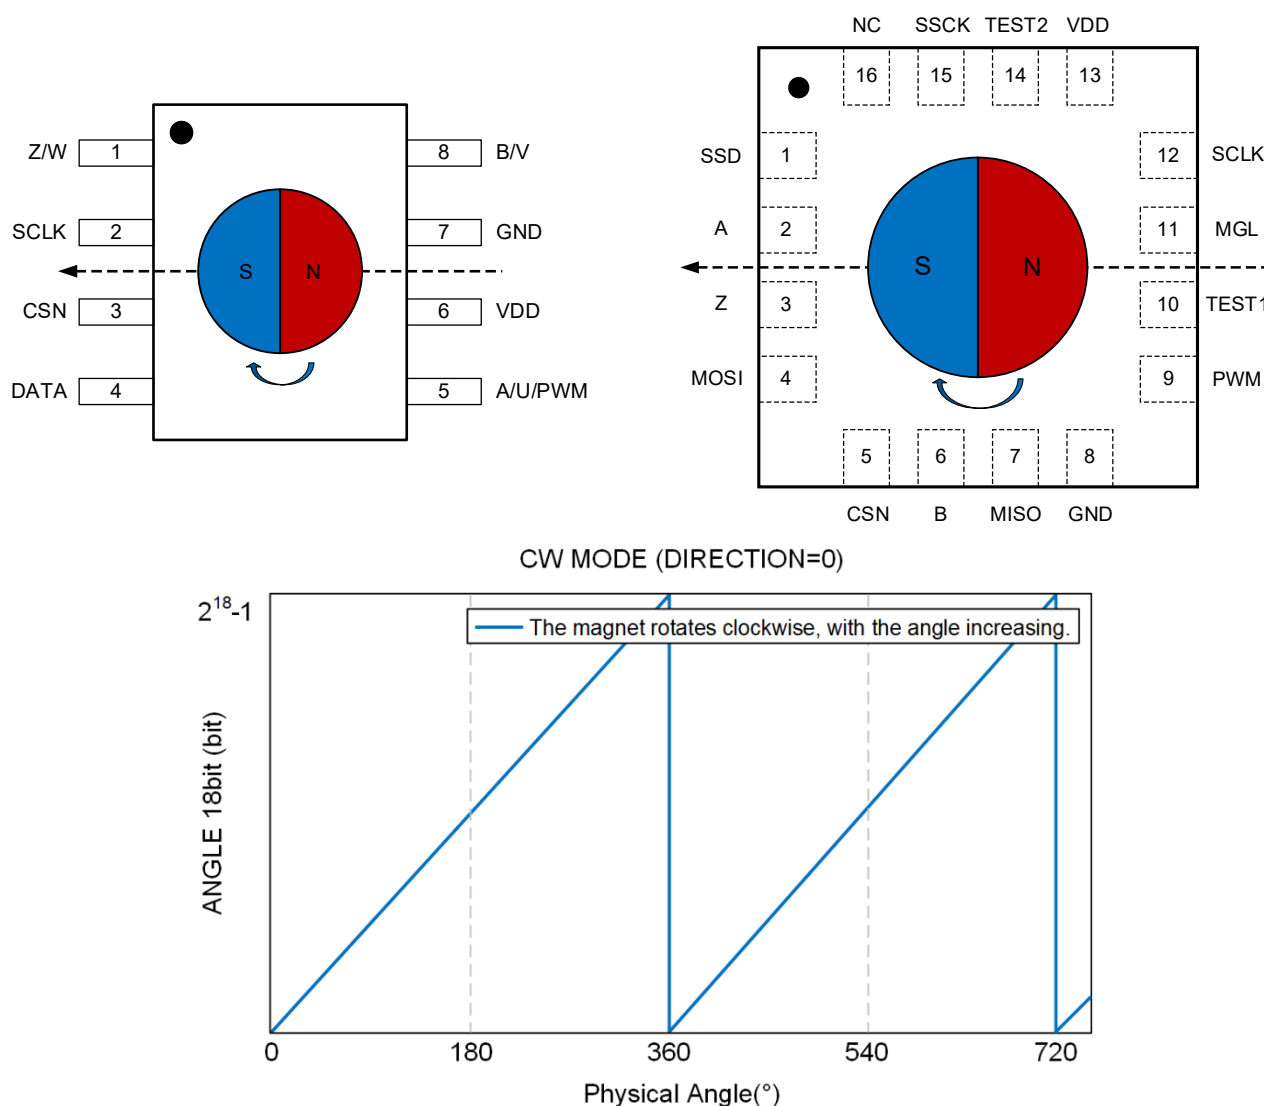 NC SSCK TEST2 VDD
16 15 14 13
Z/W 1 8 B/V
SCLK 2 7 GND
S N
CSN 3 6 VDD
DATA 4 5 A/U/PWM
SSD 1 12 SCLK
A 2 11 MGL
S N
Z 3 10 TEST1
MOSI 4 9 PWM
5 6 7 8
CSN B MISO GND
CW MODE (DIRECTION=0)
2^18-1
The magnet rotates clockwise, with the angle increasing.
ANGLE 18bit (bit)
0 180 360 540 720
Physical Angle(°)